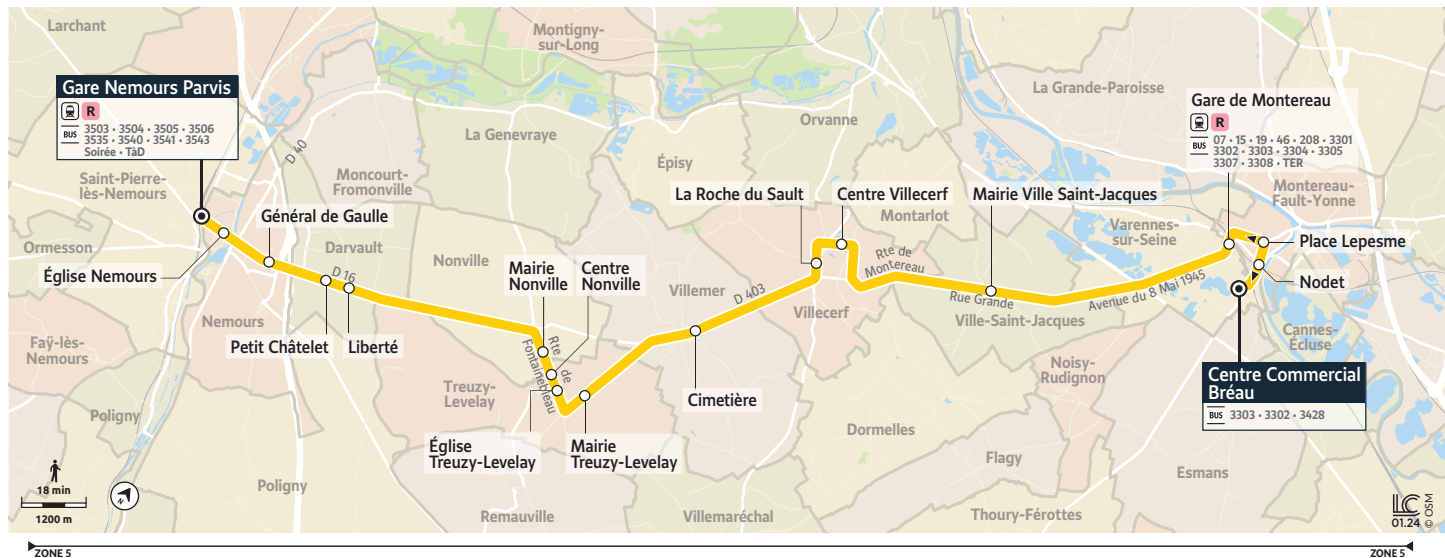 Larchant
Montigny-
sur-Long
Gare Nemours Parvis
R
BUS
3503 • 3504 • 3505 • 3506
3535 • 3540 • 3541 • 3543
Soirée • TàD
La Grande-Paroisse
Gare de Montereau
R
BUS
07 • 15 • 19 • 46 • 208 • 3301
3302 • 3303 • 3304 • 3305
3307 • 3308 • TER
D 40
La Genevraye
Orvanne
Épisy
Moncourt-
Fromonville
Saint-Pierre-
lès-Nemours
Montereau-
Fault-Yonne
La Roche du Sault
Centre Villecerf
Mairie Ville Saint-Jacques
Montarlot
Général de Gaulle
Varennes-
sur-Seine
Place Lepesme
Ormesson
Darvault
Nonville
Église Nemours
D 16
Mairie
Nonville
Centre
Nonville
Rte de
Montereau
Villemer
D 403
Rue Grande
Avenue du 8 Mai 1945
Nodet
Nemours
Villecerf
Ville-Saint-Jacques
Cannes-
Écluse
Faÿ-lès-
Nemours
Petit Châtelet
Liberté
Rte de
Fontainebleau
Noisy-
Rudignon
Centre Commercial
Bréau
BUS
3303 • 3302 • 3428
Treuzy-
Levelay
Cimetière
Poligny
Église
Treuzy-Levelay
Mairie
Treuzy-Levelay
Dormelles
Flagy
Esmans
18 min
1200 m
N
Poligny
Remauville
Villemaréchal
Thoury-Férottes
LC
01.24
© OSM
ZONE 5
ZONE 5